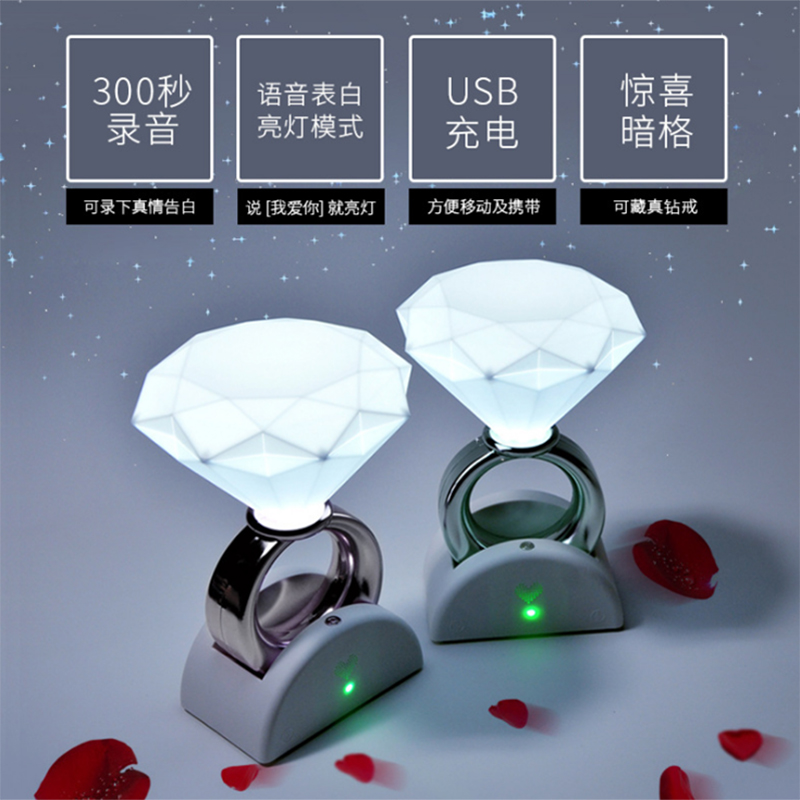 300秒
录音
可录下真情告白
语音表白
亮灯模式
说 [我爱你] 就亮灯
USB
充电
方便移动及携带
惊喜
暗格
可藏真钻戒